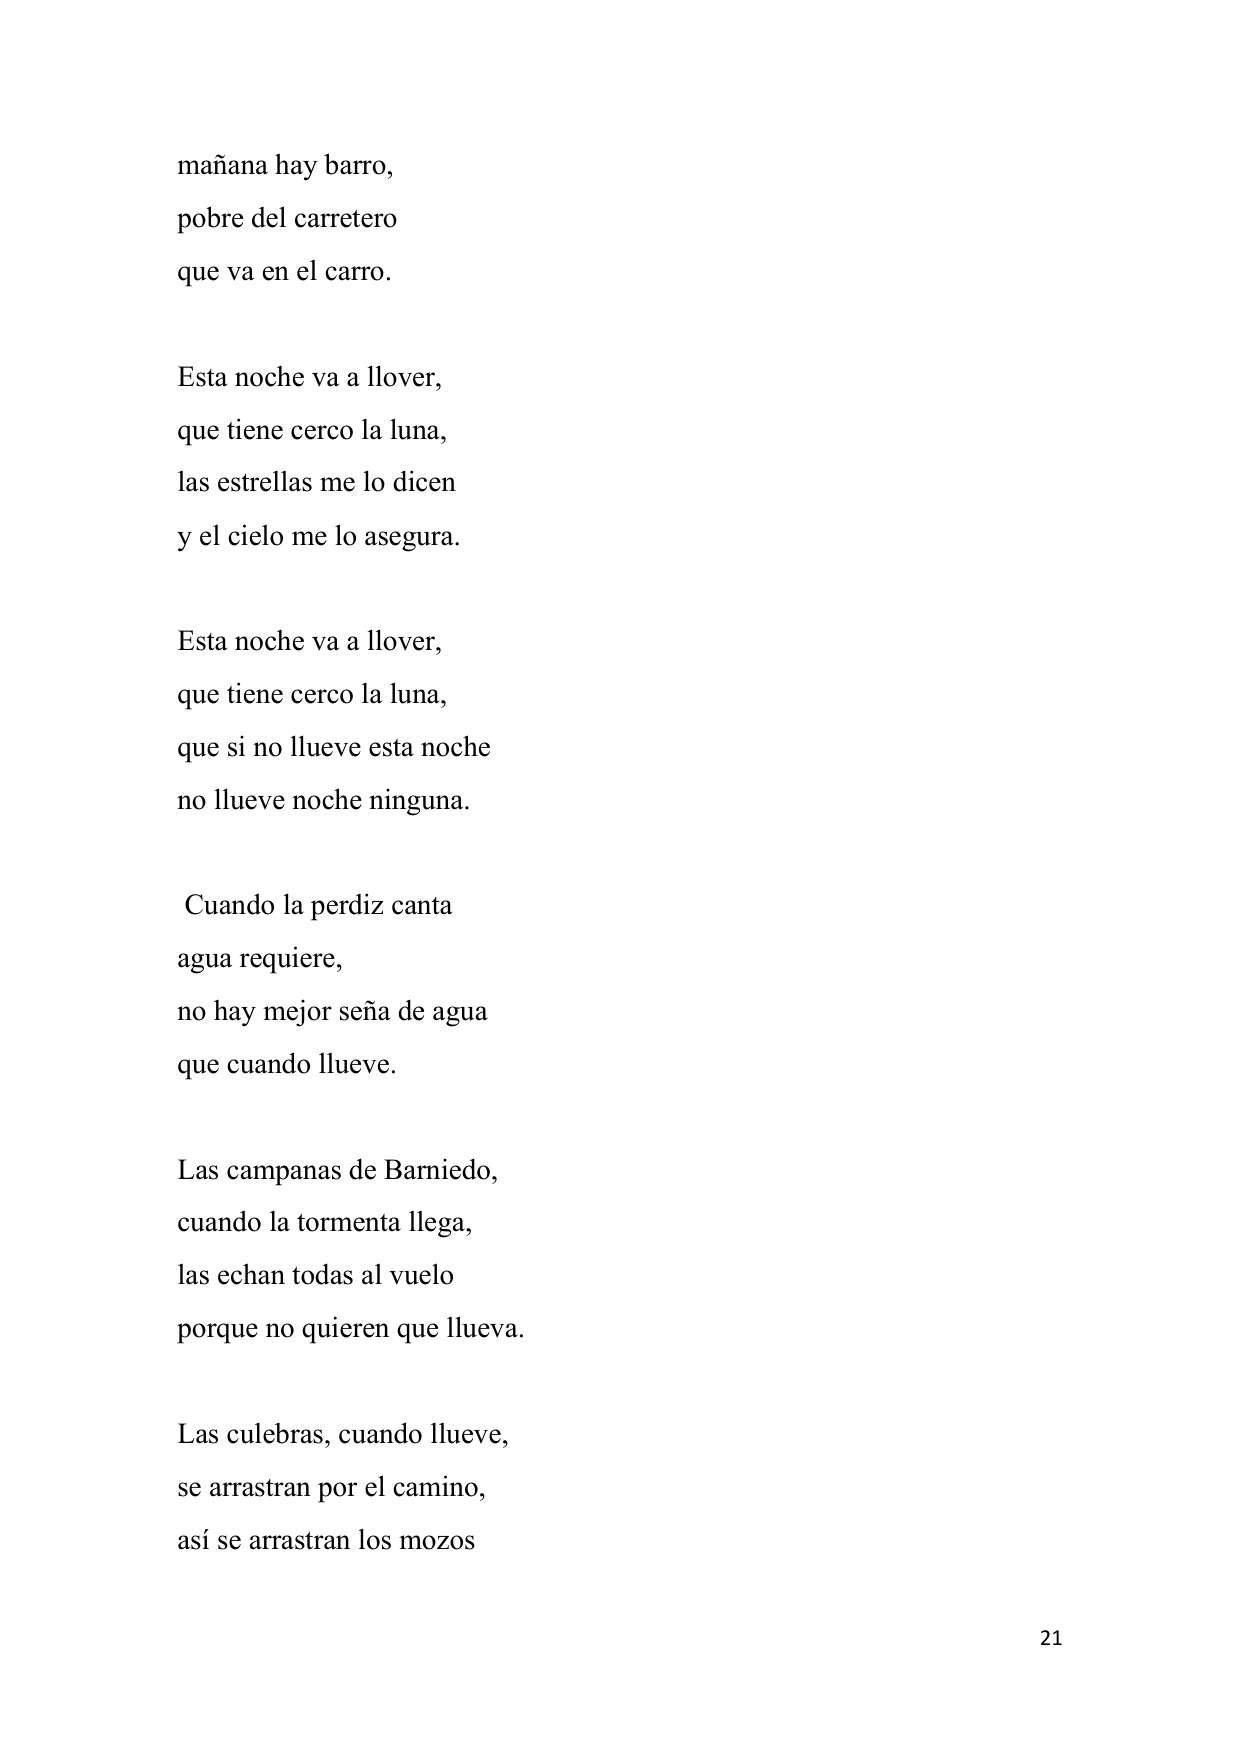 mañana hay barro,
pobre del carretero
que va en el carro.
Esta noche va a llover,
que tiene cerco la luna,
las estrellas me lo dicen
y el cielo me lo asegura.
Esta noche va a llover,
que tiene cerco la luna,
que si no llueve esta noche
no llueve noche ninguna.
Cuando la perdiz canta
agua requiere,
no hay mejor seña de agua
que cuando llueve.
Las campanas de Barniedo,
cuando la tormenta llega,
las echan todas al vuelo
porque no quieren que llueva.
Las culebras, cuando llueve,
se arrastran por el camino,
así se arrastran los mozos
21